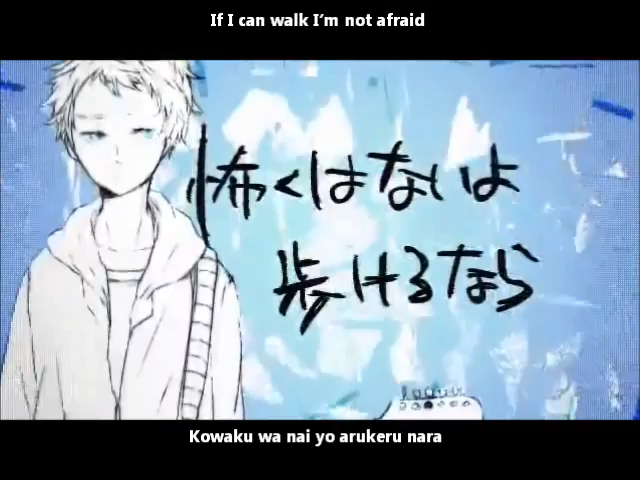 If I can walk I'm not afraid
怖くはないよ
歩けるなら
Kowaku wa nai yo arukeru nara